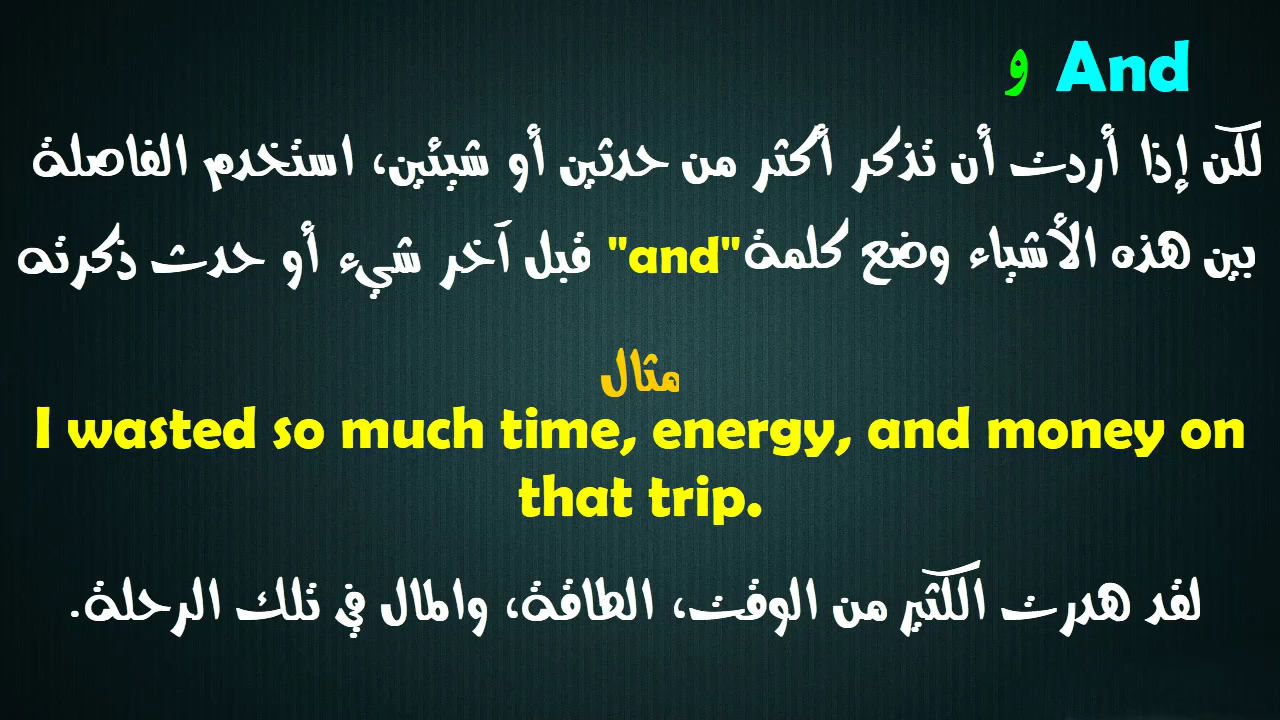 And و
لكن إذا أردت أن تذكر أكثر من حدثين أو شيئين، استخدم الفاصلة
بين هذه الأشياء وضع كلمة "and" قبل آخر شيء أو حدث ذكرته
مثال
I wasted so much time, energy, and money on
that trip.
لقد هدرت الكثير من الوقت، الطاقة، والمال في تلك الرحلة.